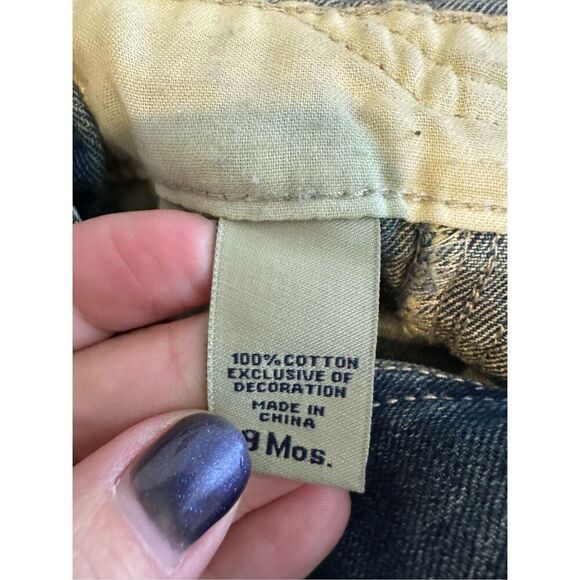 100% COTTON
EXCLUSIVE OF
DECORATION
MADE IN
CHINA
9 Mos.